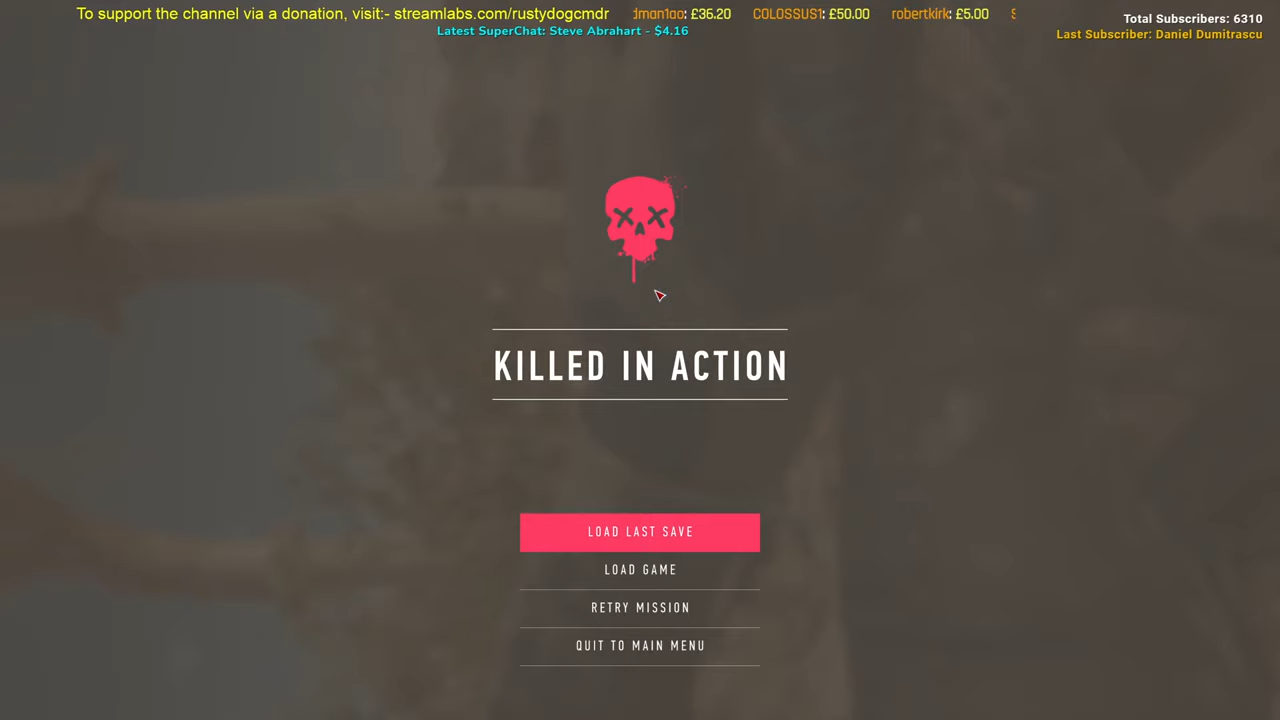 To support the channel via a donation, visit:- streamlabs.com/rustydogcmdr : £36.20 COLOSSUS1: £50.00 robertkirk: £5.00
Latest SuperChat: Steve Abrahart - $4.16
Total Subscribers: 6310
Last Subscriber: Daniel Dumitrascu
KILLED IN ACTION
LOAD LAST SAVE
LOAD GAME
RETRY MISSION
QUIT TO MAIN MENU